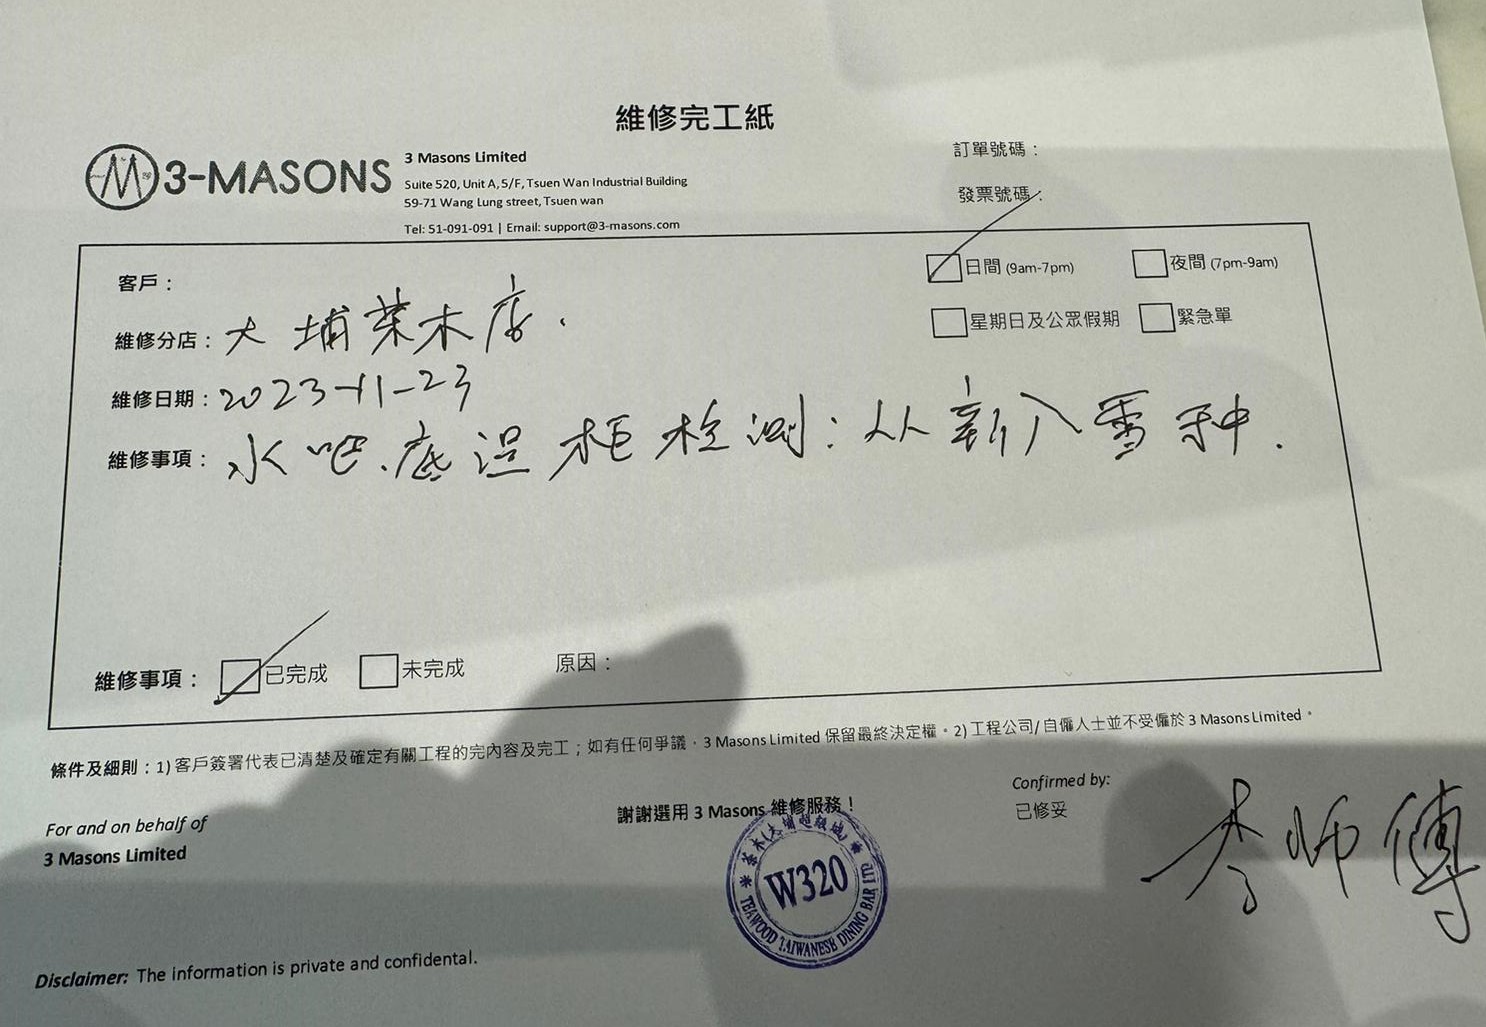 維修完工紙
3-MASONS
3 Masons Limited
Suite 520, Unit A, 5/F, Tsuen Wan Industrial Building
59-71 Wang Lung street, Tsuen wan
Tel: 51-091-091 | Email: support@3-masons.com
訂單號碼：
發票號碼：
客戶：
日間 (9am-7pm) 夜間 (7pm-9am)
星期日及公眾假期 緊急單
維修分店：大埔茶木店.
維修日期：2023-11-23
維修事項：水吧.底温柜检测：从新入雪种.
維修事項：已完成 未完成 原因：
條件及細則：1) 客戶簽署代表已清楚及確定有關工程的完內容及完工；如有任何爭議，3 Masons Limited 保留最終決定權。2) 工程公司/自僱人士並不受僱於 3 Masons Limited。
For and on behalf of
3 Masons Limited
謝謝選用 3 Masons 維修服務！
Confirmed by:
已修妥
李师傅
茶木(大埔超級城)
W320
TEAWOOD TAIWANESE DINING BAR (TP)
Disclaimer: The information is private and confidental.